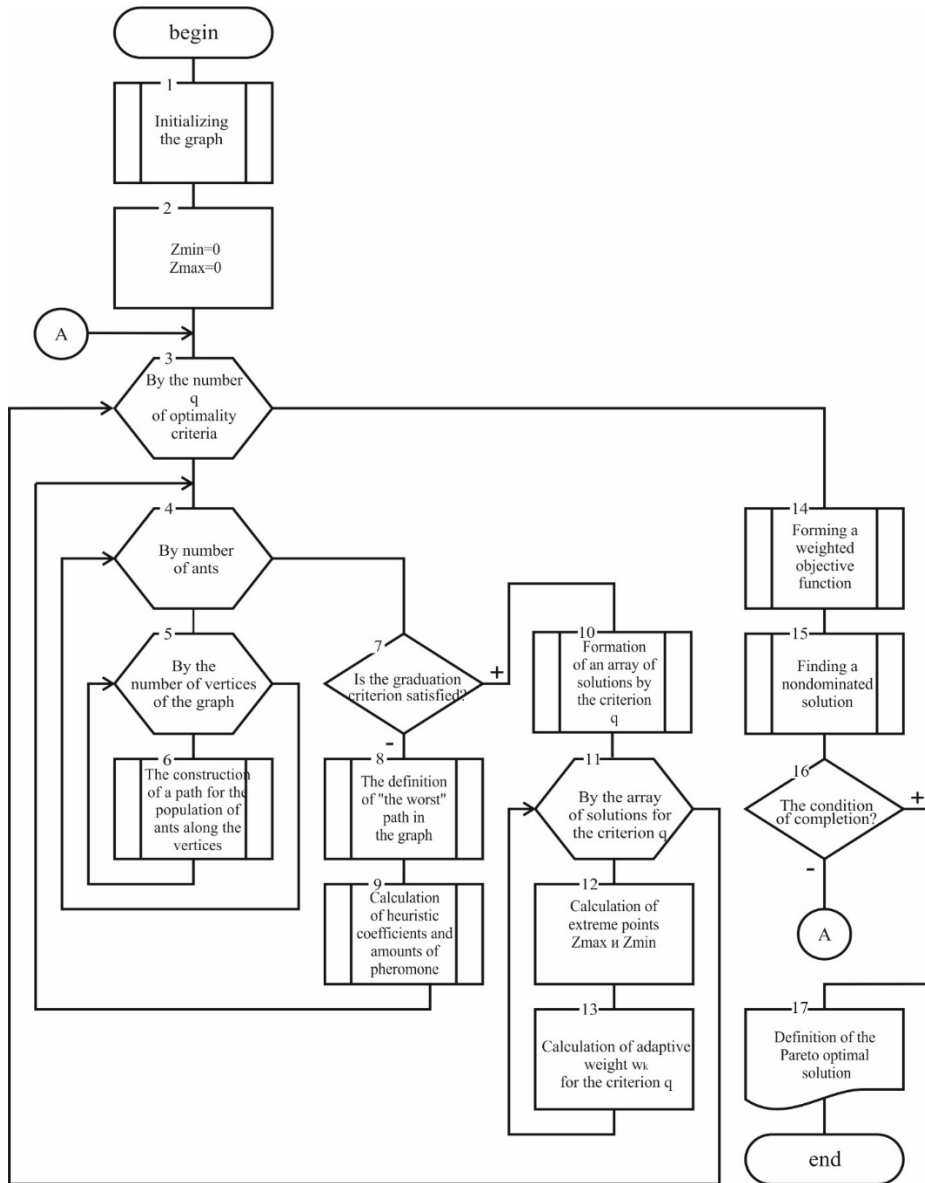 begin
1
Initializing
the graph
2
Zmin=0
Zmax=0
A
3
By the number
q
of optimality
criteria
4
By number
of ants
5
By the
number of vertices
of the graph
6
The construction
of a path for the
population of
ants along the
vertices
7
Is the graduation
criterion satisfied?
+
-
8
The definition
of "the worst"
path in
the graph
9
Calculation
of heuristic
coefficients and
amounts of
pheromone
10
Formation
of an array of
solutions by
the criterion
q
11
By the array
of solutions for
the criterion q
12
Calculation of
extreme points
Zmax и Zmin
13
Calculation of adaptive
weight wk
for the criterion q
14
Forming a
weighted
objective
function
15
Finding a
nondominated
solution
16
The condition
of completion?
+
-
A
17
Definition of the
Pareto optimal
solution
end